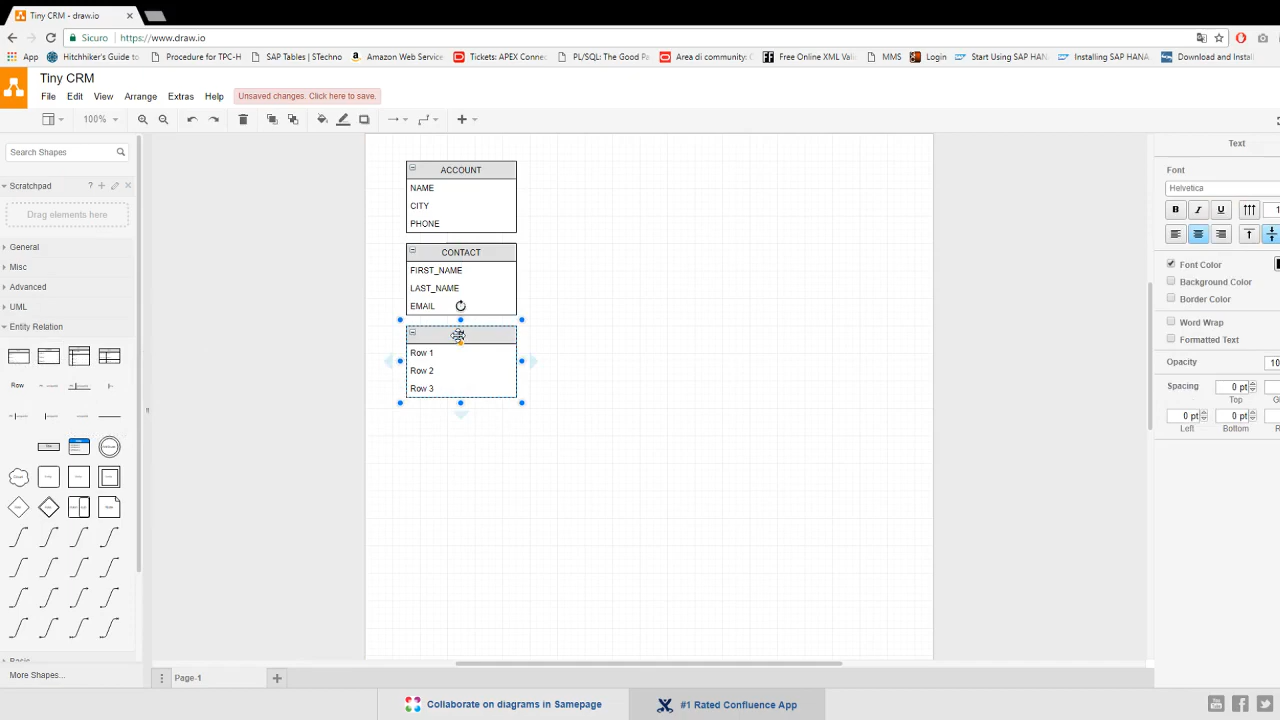 Tiny CRM - draw.io
Sicuro https://www.draw.io
App Hitchhiker's Guide to Procedure for TPC-H SAP Tables | STechno Amazon Web Service Tickets: APEX Connec PL/SQL: The Good Pa Area di community: Free Online XML Vali MMS Login Start Using SAP HAN Installing SAP HANA Download and Install
Tiny CRM
File Edit View Arrange Extras Help Unsaved changes. Click here to save.
100%
Search Shapes
Scratchpad ?
Drag elements here
General
Misc
Advanced
UML
Entity Relation
Row
More Shapes...
ACCOUNT
NAME
CITY
PHONE
CONTACT
FIRST_NAME
LAST_NAME
EMAIL
Row 1
Row 2
Row 3
Text
Font
Helvetica
B I U
Font Color
Background Color
Border Color
Word Wrap
Formatted Text
Opacity 10
Spacing 0 pt
Top
0 pt 0 pt
Left Bottom
Page-1
Collaborate on diagrams in Samepage #1 Rated Confluence App